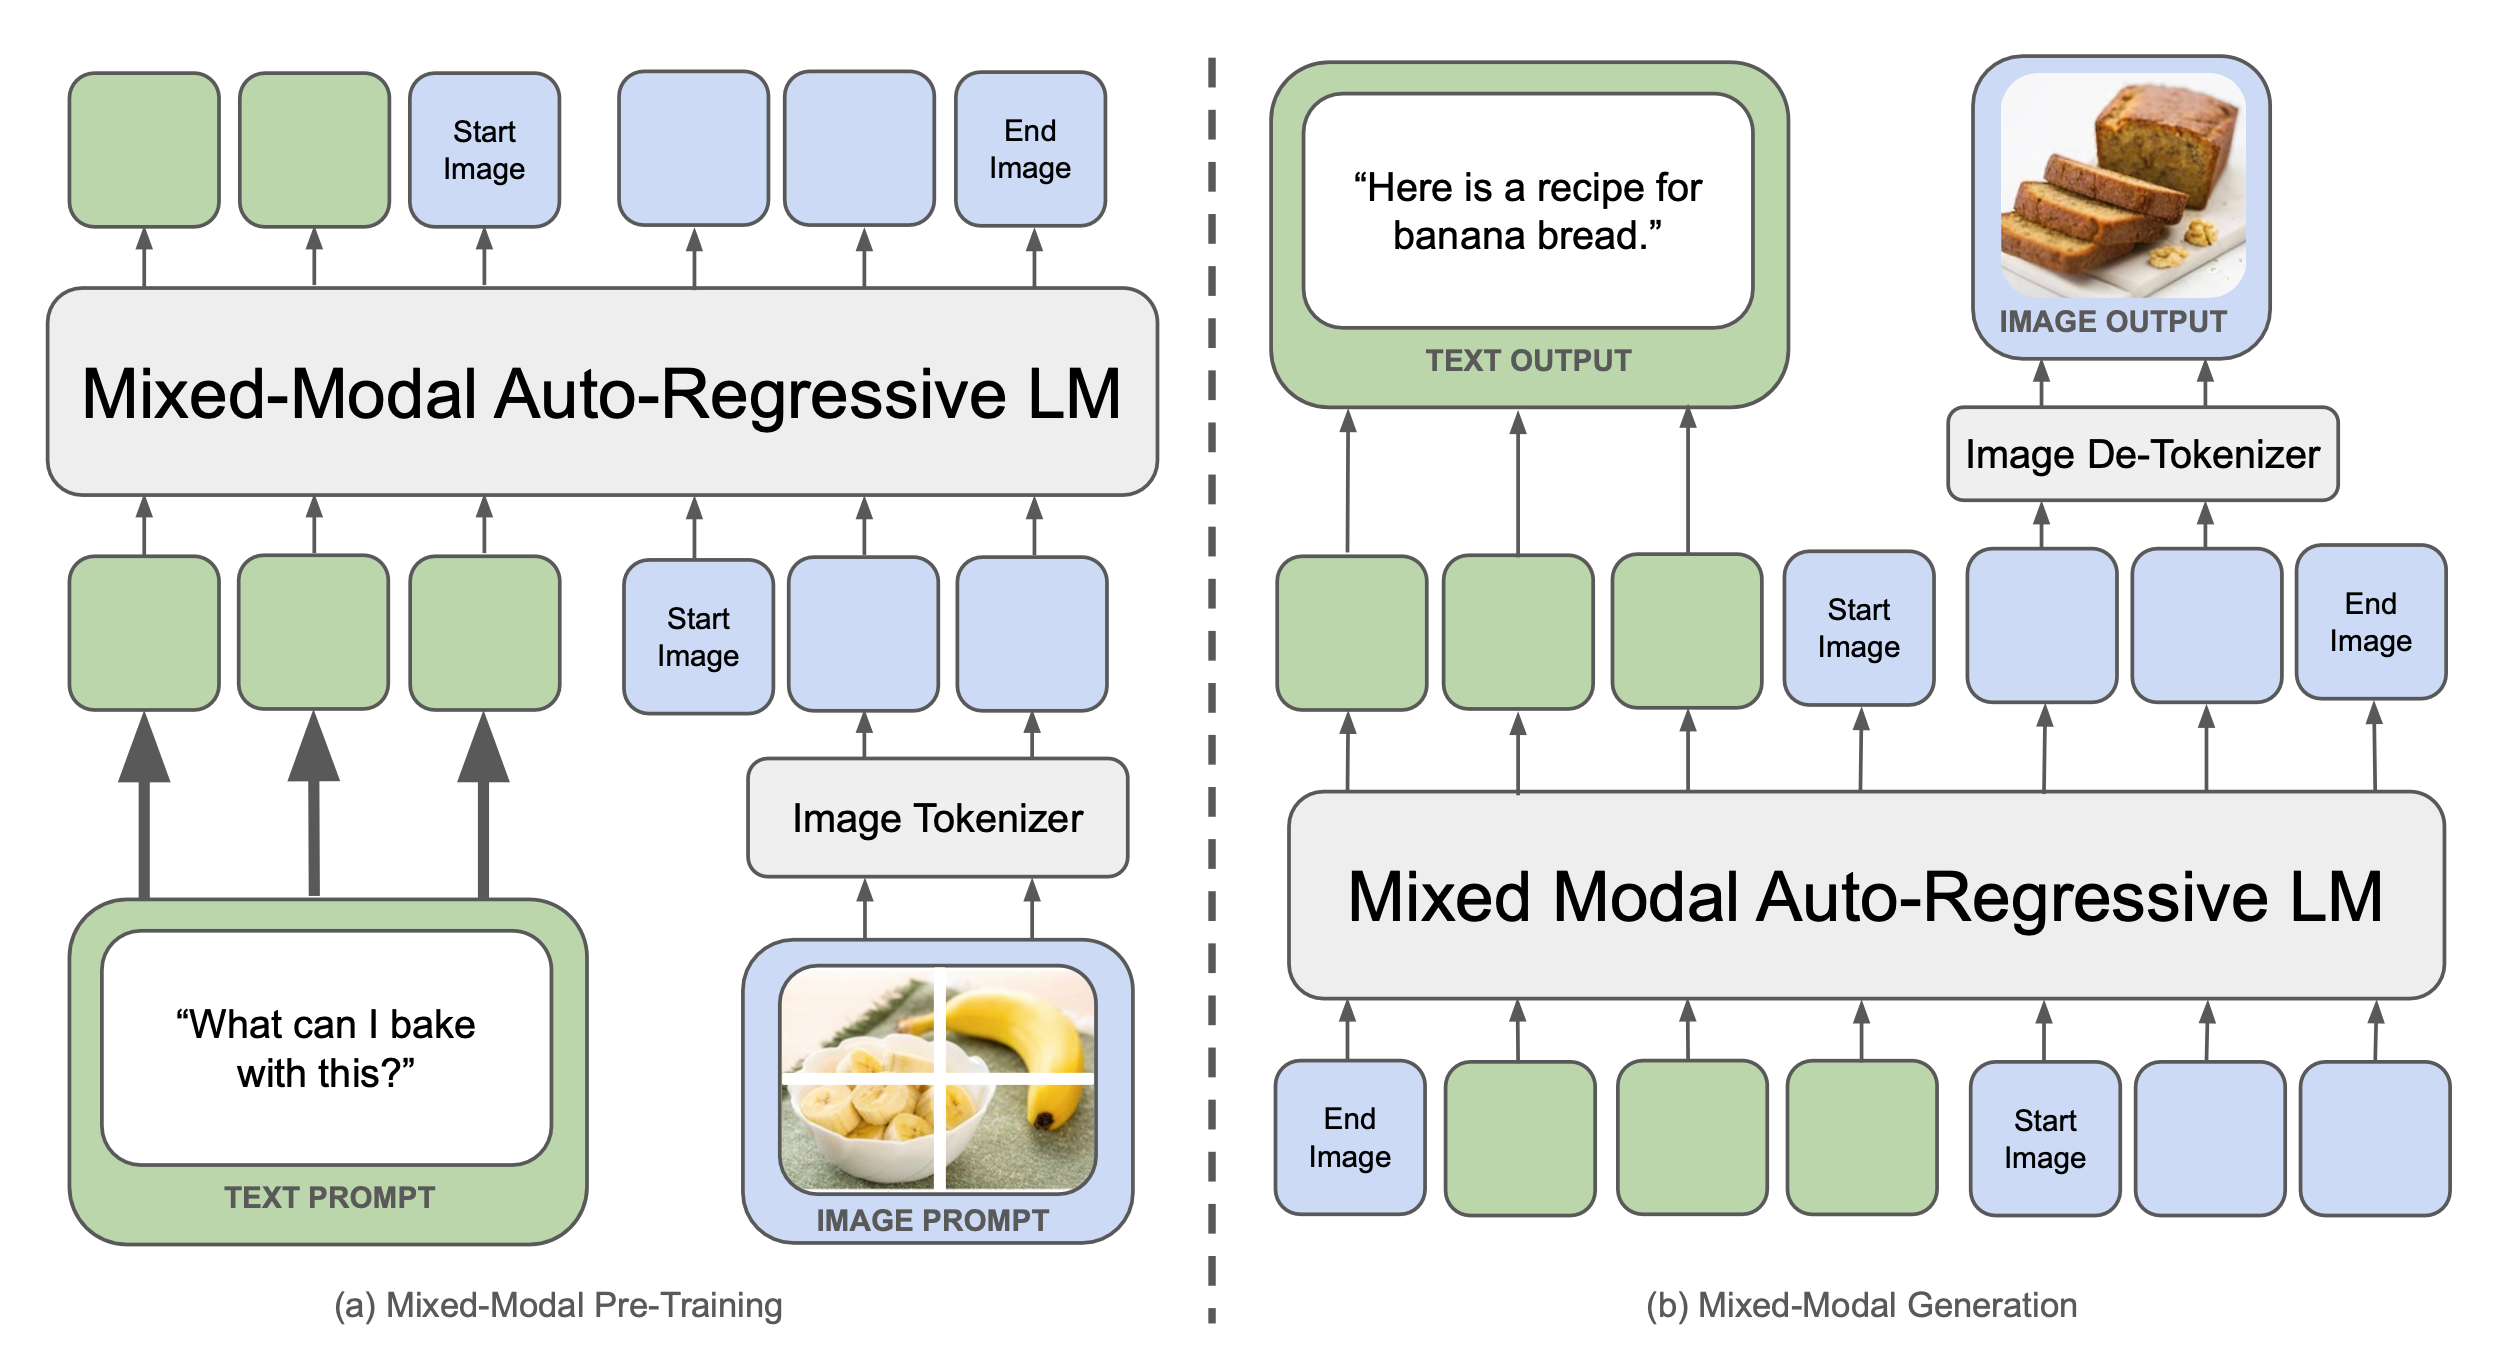 Start
Image
End
Image
Mixed-Modal Auto-Regressive LM
Start
Image
Image Tokenizer
“What can I bake
with this?”
TEXT PROMPT
IMAGE PROMPT
(a) Mixed-Modal Pre-Training
“Here is a recipe for
banana bread.”
TEXT OUTPUT
IMAGE OUTPUT
Image De-Tokenizer
Start
Image
End
Image
Mixed Modal Auto-Regressive LM
End
Image
Start
Image
(b) Mixed-Modal Generation